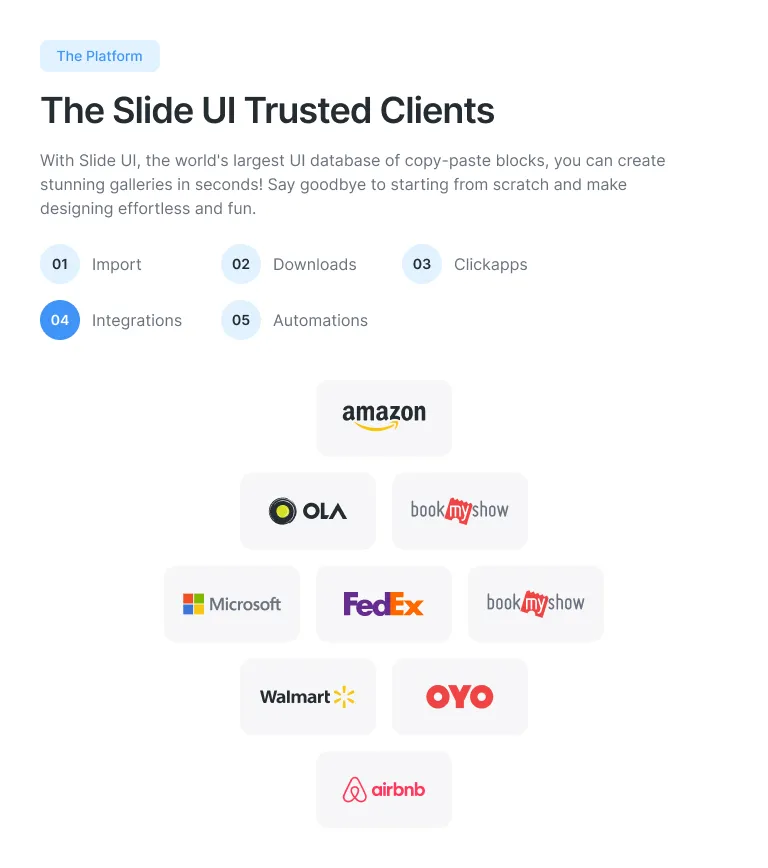 The Platform
The Slide UI Trusted Clients
With Slide UI, the world's largest UI database of copy-paste blocks, you can create
stunning galleries in seconds! Say goodbye to starting from scratch and make
designing effortless and fun.
01 Import 02 Downloads 03 Clickapps
04 Integrations 05 Automations
amazon
OLA bookmyshow
Microsoft FedEx bookmyshow
Walmart OYO
airbnb